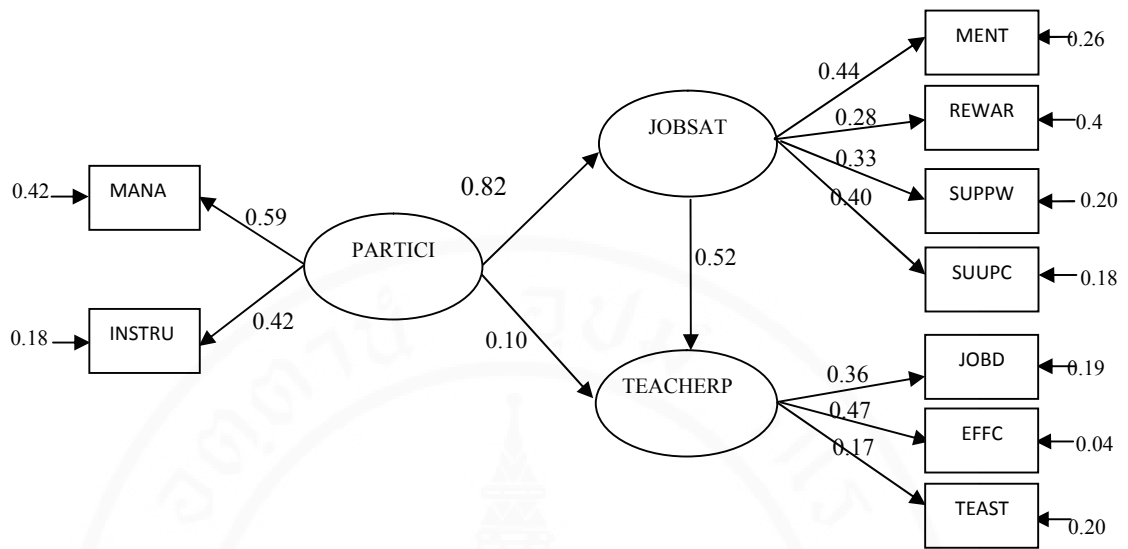 MENT
0.26
0.44
REWAR
0.4
0.28
JOBSAT
0.33
SUPPW
0.20
0.40
SUUPC
0.18
0.42
MANA
0.59
0.82
PARTICI
0.52
0.18
INSTRU
0.42
0.10
TEACHERP
0.36
JOBD
0.19
0.47
EFFC
0.04
0.17
TEAST
0.20